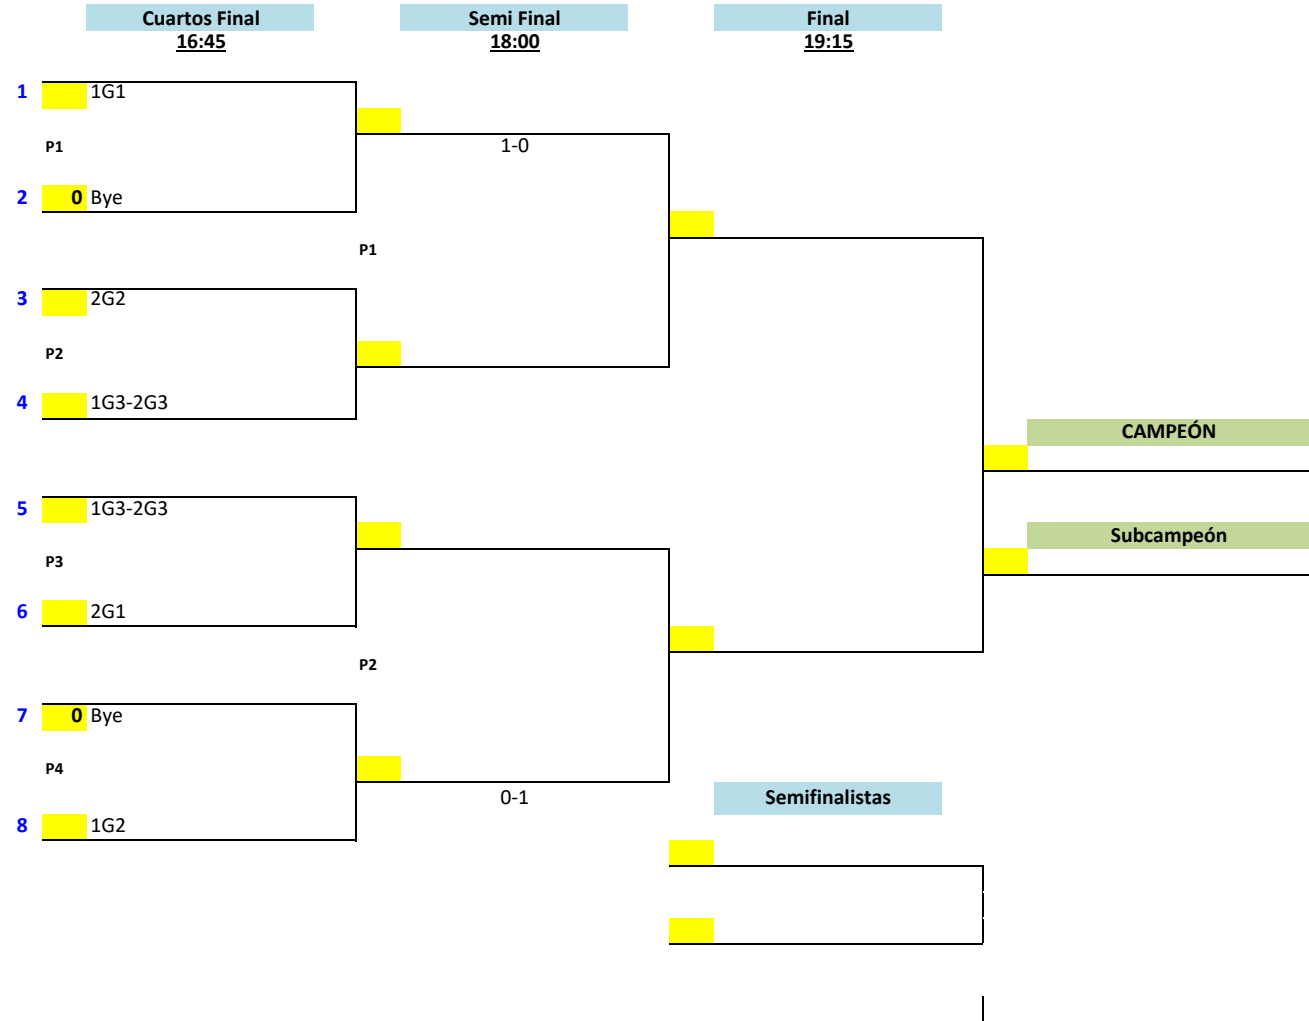 Cuartos Final Semi Final Final
16:45 18:00 19:15
1 1G1
P1 1-0
2 0 Bye
P1
3 2G2
P2
4 1G3-2G3
CAMPEÓN
5 1G3-2G3
Subcampeón
P3
6 2G1
P2
7 0 Bye
P4
0-1 Semifinalistas
8 1G2